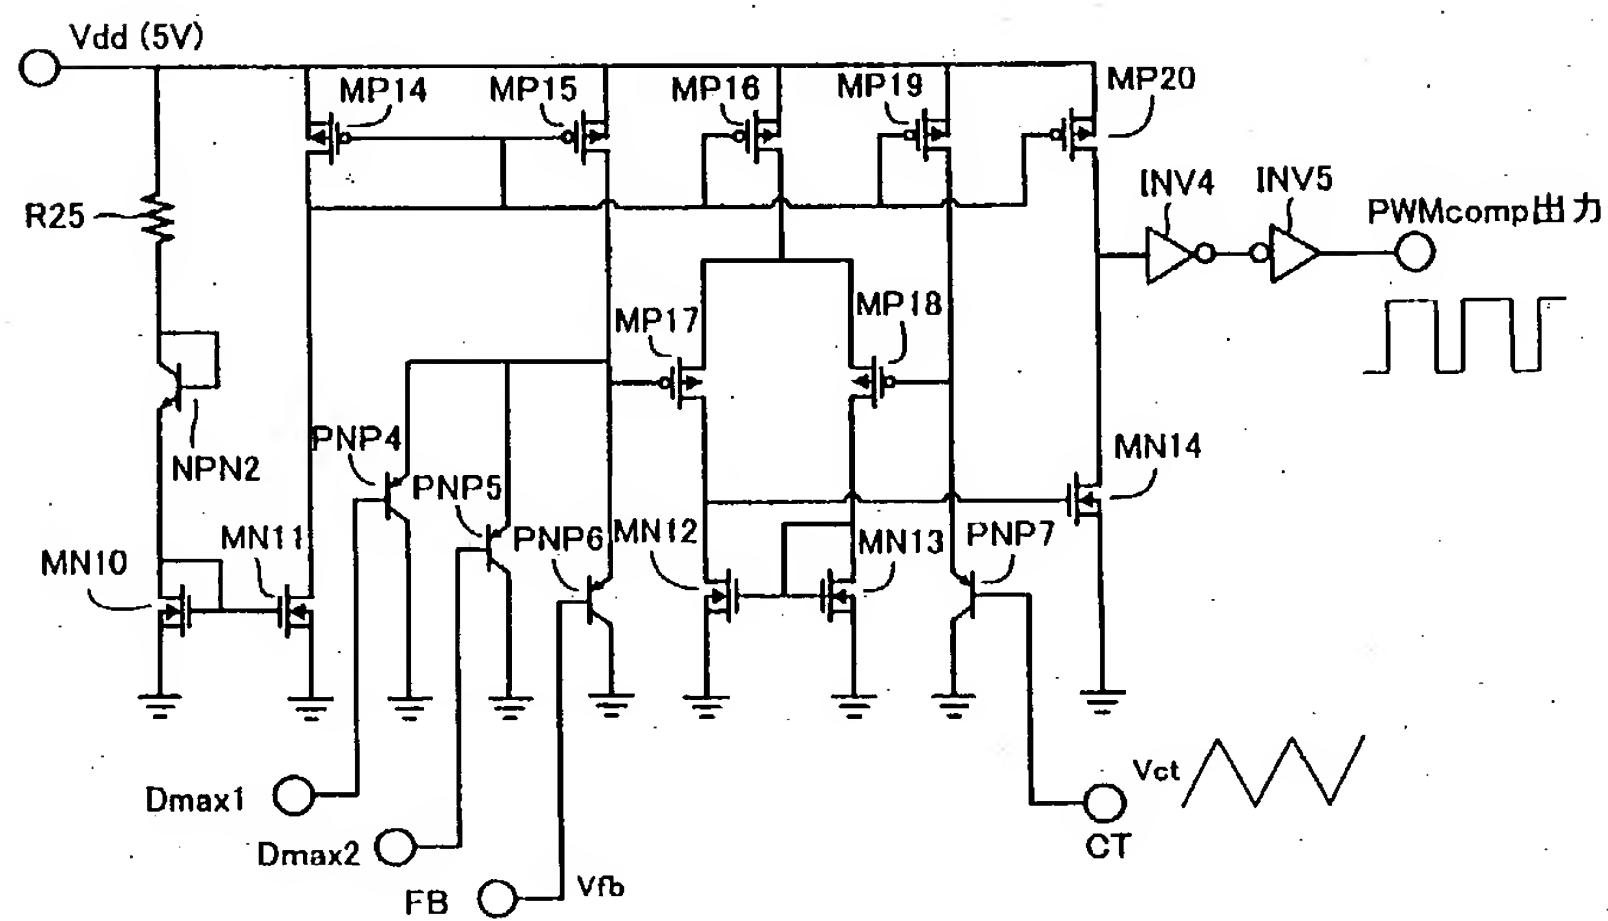 Vdd (5V)
MP14
MP15
MP16
MP19
MP20
R25
INV4
INV5
PWMcomp出力
MP17
MP18
NPN2
PNP4
PNP5
PNP6
MN14
MN10
MN11
MN12
MN13
PNP7
Dmax1
Dmax2
FB
Vfb
Vct
CT